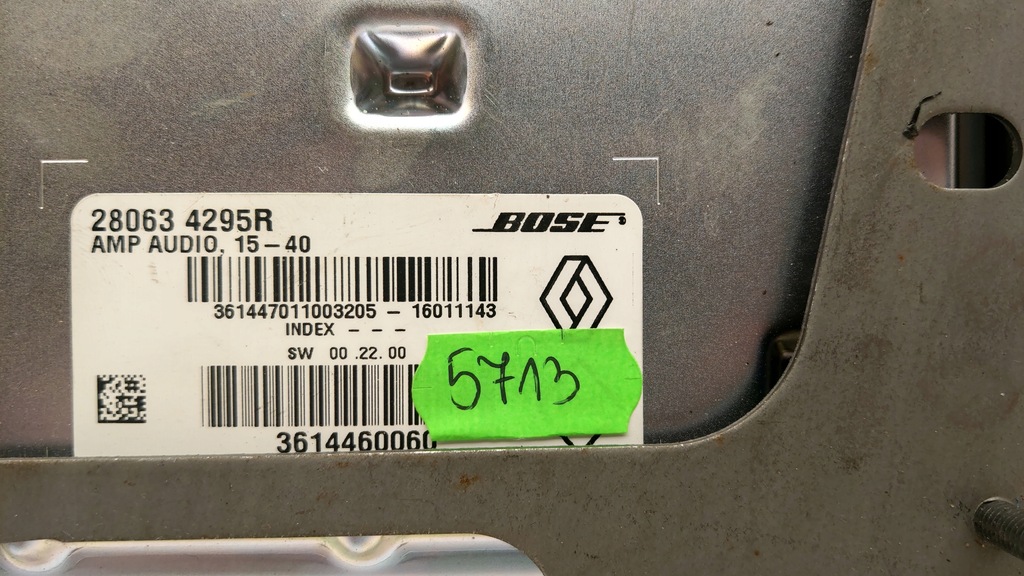 28063 4295R
BOSE
AMP AUDIO. 15-40
361447011003205 - 16011143
INDEX - - -
SW 00.22.00
5713
3614460060